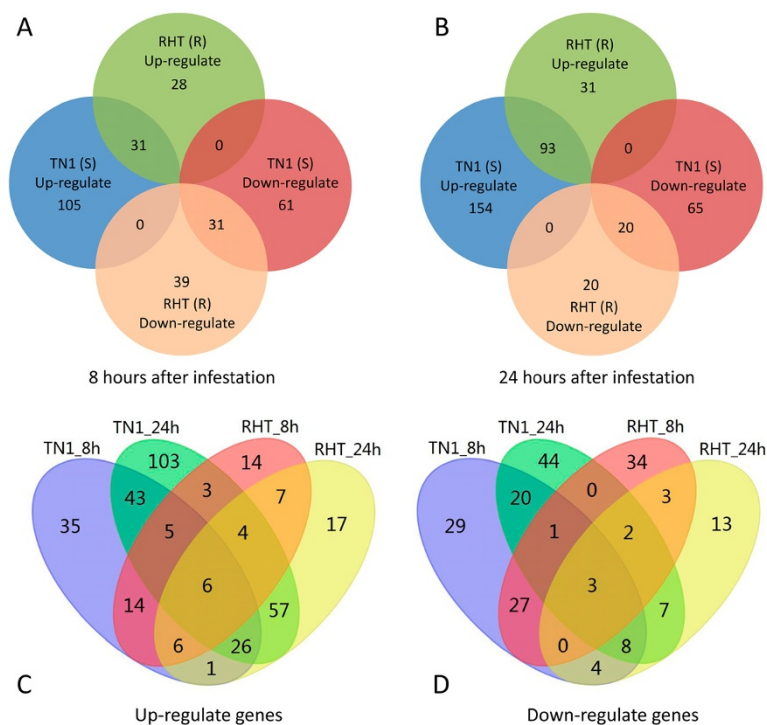 A
RHT (R)
Up-regulate
28
31
0
TN1 (S)
Up-regulate
105
TN1 (S)
Down-regulate
61
0
31
39
RHT (R)
Down-regulate
8 hours after infestation
B
RHT (R)
Up-regulate
31
93
0
TN1 (S)
Up-regulate
154
TN1 (S)
Down-regulate
65
0
20
20
RHT (R)
Down-regulate
24 hours after infestation
TN1_8h
TN1_24h
RHT_8h
RHT_24h
103
14
43
3
7
35
5
4
17
6
14
57
6
26
1
C
Up-regulate genes
TN1_8h
TN1_24h
RHT_8h
RHT_24h
44
34
20
0
3
29
1
2
13
3
27
7
0
8
4
D
Down-regulate genes